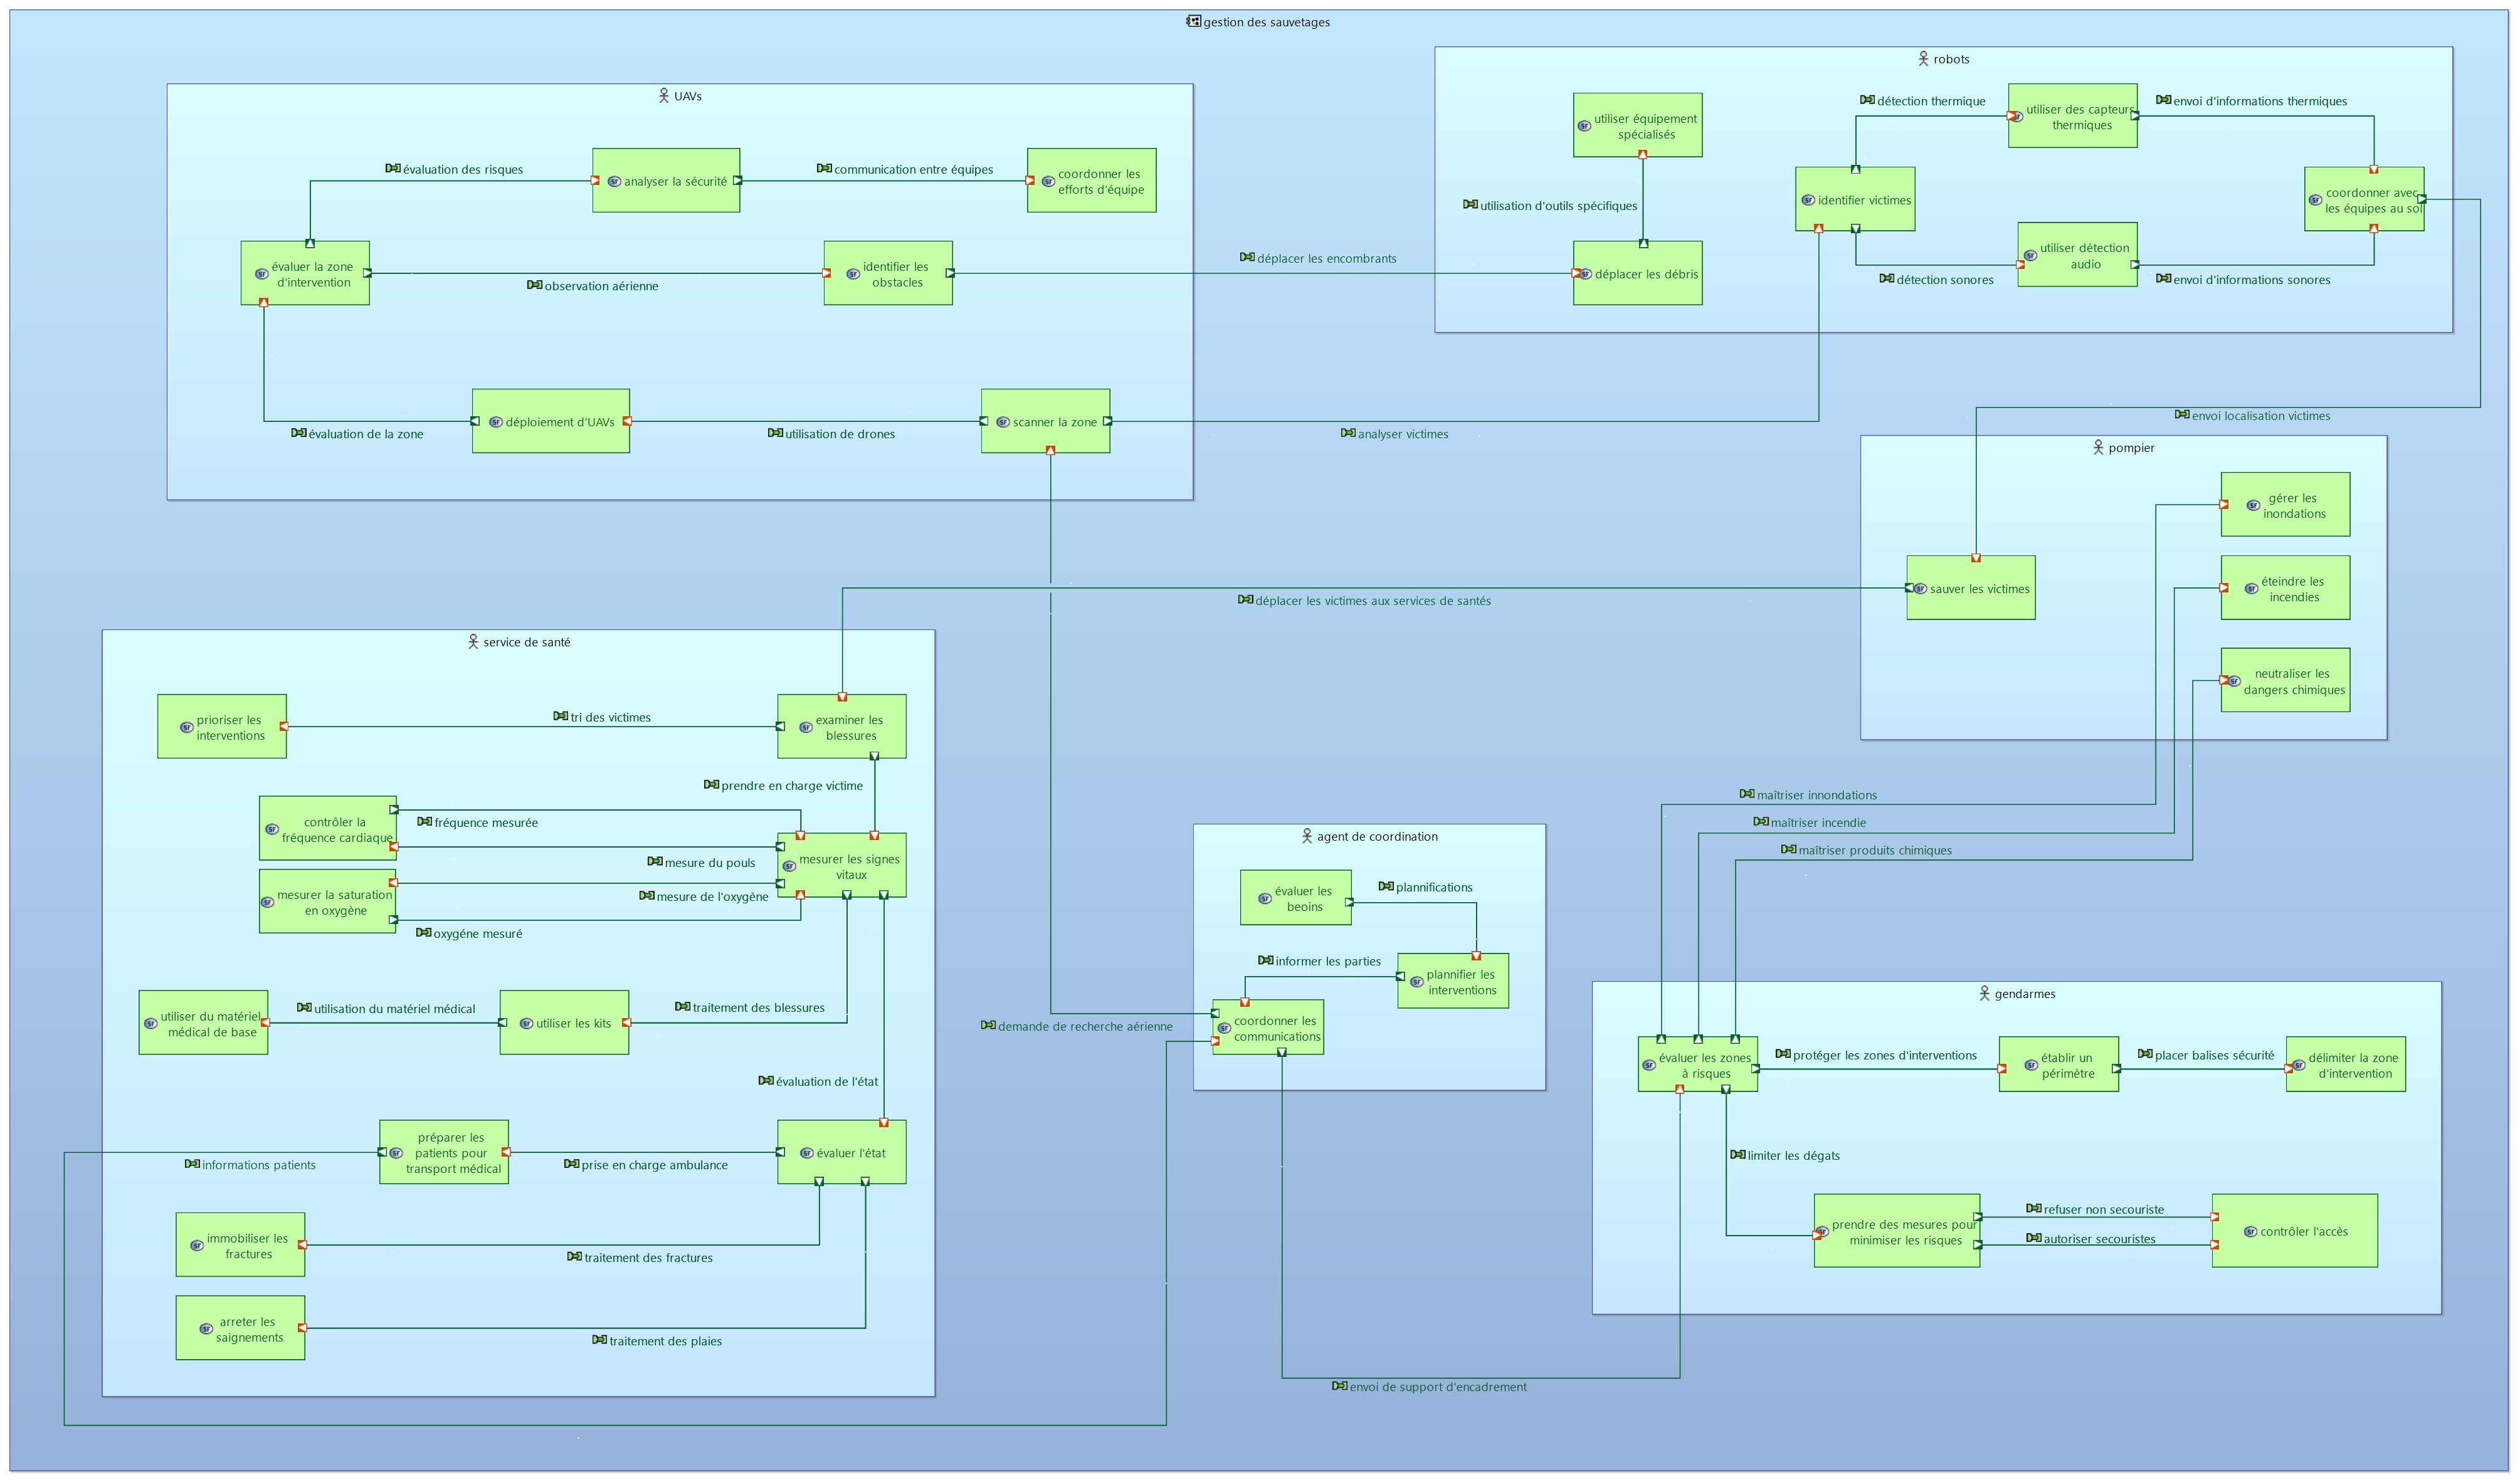 gestion des sauvetages
UAVs
évaluation des risques
analyser la sécurité
communication entre équipes
coordonner les
efforts d'équipe
évaluer la zone
d'intervention
observation aérienne
identifier les
obstacles
évaluation de la zone
déploiement d'UAVs
utilisation de drones
scanner la zone
déplacer les encombrants
analyser victimes
robots
utiliser équipement
spécialisés
utilisation d'outils spécifiques
déplacer les débris
détection thermique
utiliser des capteurs
thermiques
envoi d'informations thermiques
identifier victimes
coordonner avec
les équipes au sol
utiliser détection
audio
détection sonores
envoi d'informations sonores
envoi localisation victimes
pompier
gérer les
inondations
sauver les victimes
éteindre les
incendies
neutraliser les
dangers chimiques
déplacer les victimes aux services de santés
service de santé
prioriser les
interventions
tri des victimes
examiner les
blessures
prendre en charge victime
contrôler la
fréquence cardiaque
fréquence mesurée
mesure du pouls
mesurer les signes
vitaux
mesurer la saturation
en oxygène
mesure de l'oxygène
oxygéne mesuré
utiliser du matériel
médical de base
utilisation du matériel médical
utiliser les kits
traitement des blessures
évaluation de l'état
informations patients
préparer les
patients pour
transport médical
prise en charge ambulance
évaluer l'état
immobiliser les
fractures
traitement des fractures
arreter les
saignements
traitement des plaies
agent de coordination
évaluer les
beoins
plannifications
informer les parties
plannifier les
interventions
coordonner les
communications
demande de recherche aérienne
envoi de support d'encadrement
maîtriser innondations
maîtriser incendie
maîtriser produits chimiques
gendarmes
évaluer les zones
à risques
protéger les zones d'interventions
établir un
périmètre
placer balises sécurité
délimiter la zone
d'intervention
limiter les dégats
prendre des mesures pour
minimiser les risques
refuser non secouriste
autoriser secouristes
contrôler l'accès